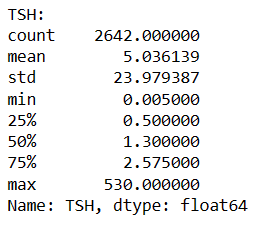 TSH:
count    2642.000000
mean        5.036139
std        23.979387
min         0.005000
25%         0.500000
50%         1.300000
75%         2.575000
max       530.000000
Name: TSH, dtype: float64